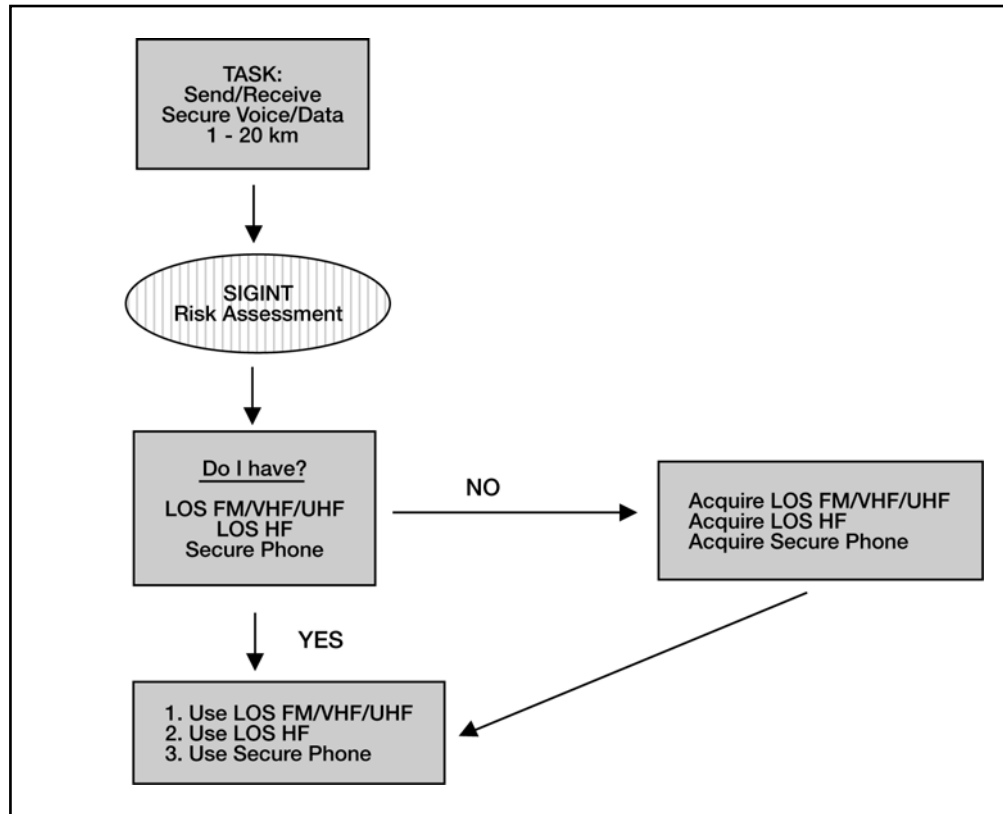 TASK:
Send/Receive
Secure Voice/Data
1 - 20 km
SIGINT
Risk Assessment
Do I have?
LOS FM/VHF/UHF
LOS HF
Secure Phone
NO
Acquire LOS FM/VHF/UHF
Acquire LOS HF
Acquire Secure Phone
YES
1. Use LOS FM/VHF/UHF
2. Use LOS HF
3. Use Secure Phone